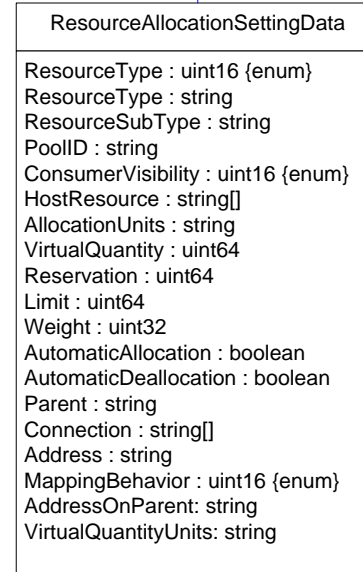 ResourceAllocationSettingData
ResourceType : uint16 {enum}
ResourceType : string
ResourceSubType : string
PoolID : string
ConsumerVisibility : uint16 {enum}
HostResource : string[]
AllocationUnits : string
VirtualQuantity : uint64
Reservation : uint64
Limit : uint64
Weight : uint32
AutomaticAllocation : boolean
AutomaticDeallocation : boolean
Parent : string
Connection : string[]
Address : string
MappingBehavior : uint16 {enum}
AddressOnParent: string
VirtualQuantityUnits: string